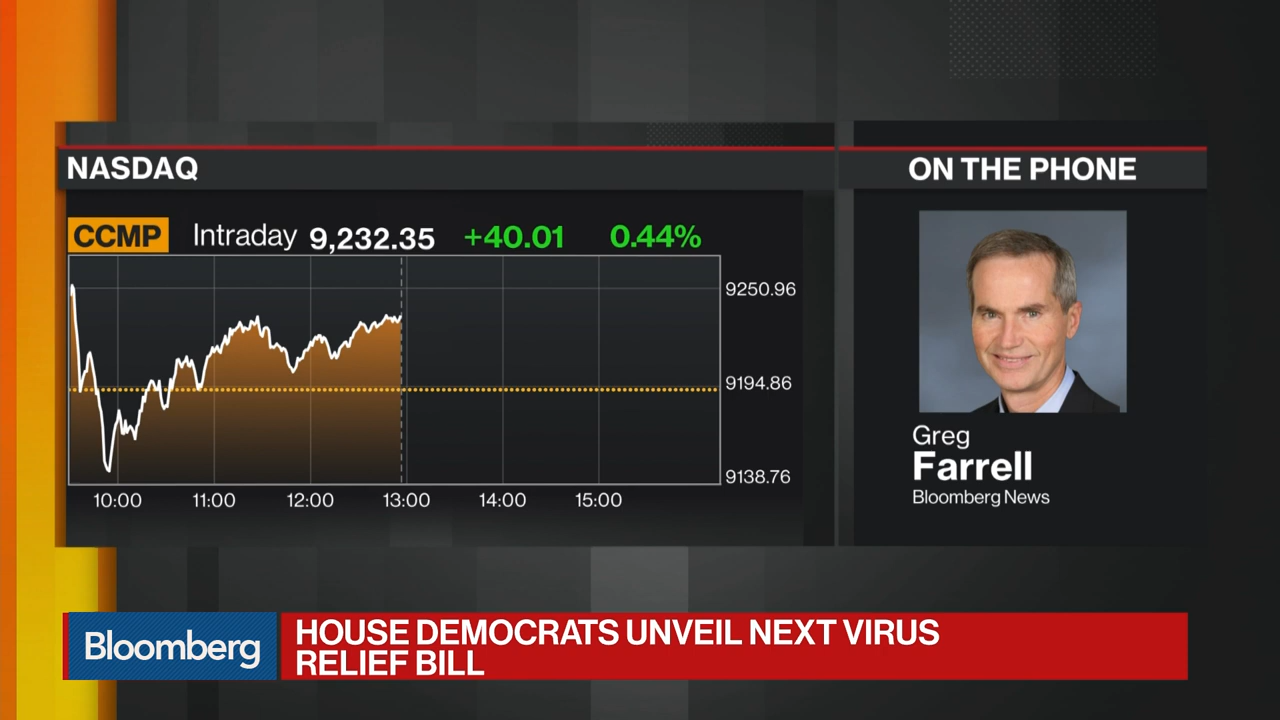 NASDAQ
CCMP Intraday 9,232.35 +40.01 0.44%
9250.96
9194.86
9138.76
10:00 11:00 12:00 13:00 14:00 15:00
ON THE PHONE
Greg
Farrell
Bloomberg News
Bloomberg
HOUSE DEMOCRATS UNVEIL NEXT VIRUS
RELIEF BILL